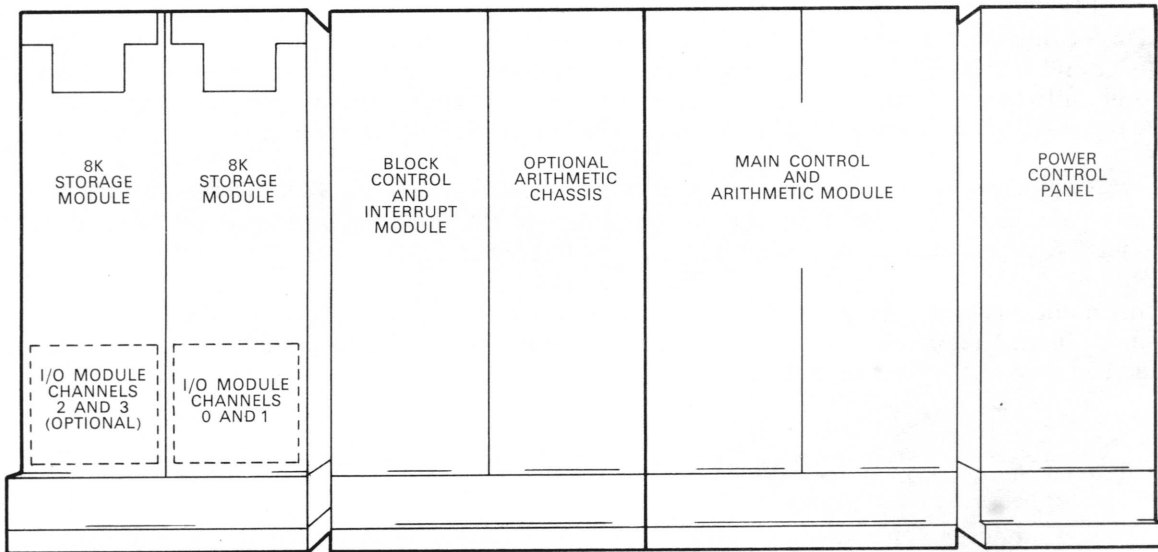 8K
STORAGE
MODULE
8K
STORAGE
MODULE
BLOCK
CONTROL
AND
INTERRUPT
MODULE
OPTIONAL
ARITHMETIC
CHASSIS
MAIN CONTROL
AND
ARITHMETIC MODULE
POWER
CONTROL
PANEL
I/O MODULE
CHANNELS
2 AND 3
(OPTIONAL)
I/O MODULE
CHANNELS
0 AND 1